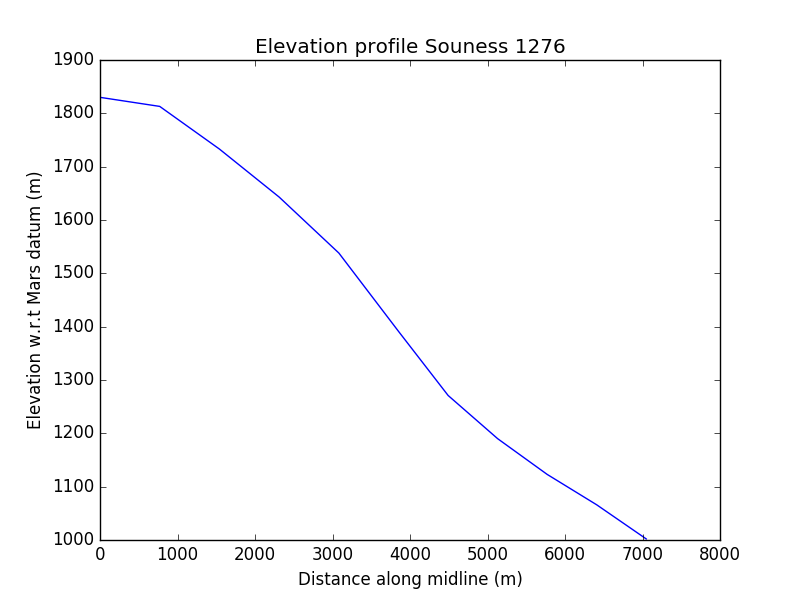 Elevation profile Souness 1276
1900
1800
1700
1600
1500
1400
1300
1200
1100
1000
Elevation w.r.t Mars datum (m)
0 1000 2000 3000 4000 5000 6000 7000 8000
Distance along midline (m)